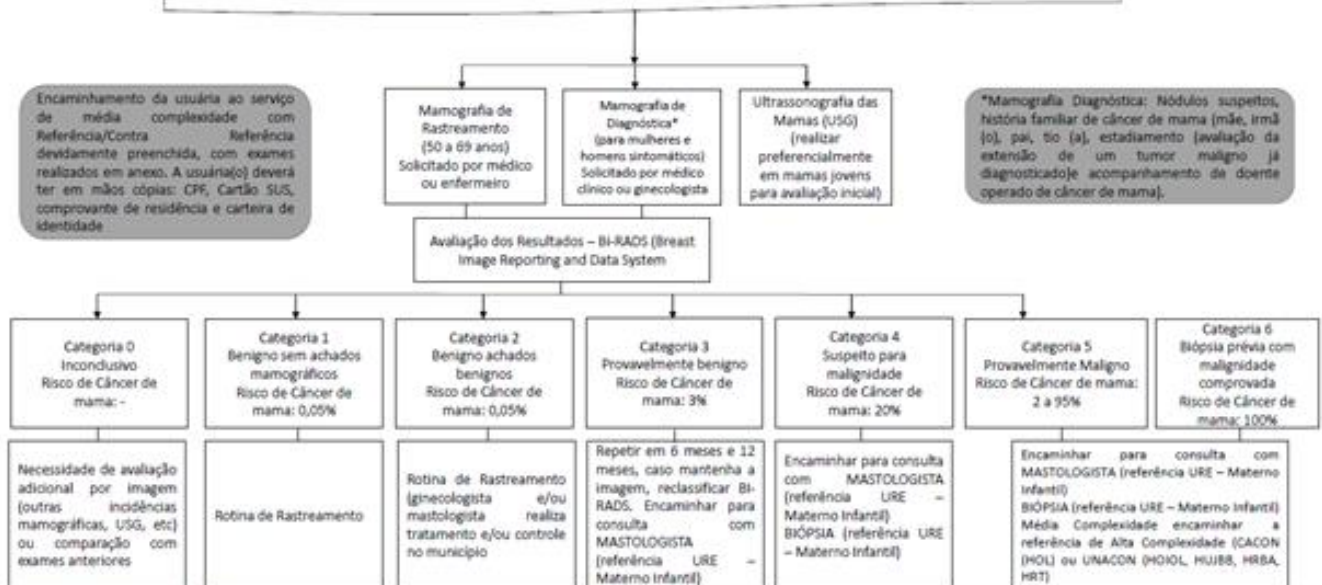 Encaminhamento da usuária ao serviço
de média complexidade com
Referência/Contra Referência
devidamente preenchida, com exames
realizados em anexo. A usuária(o) deverá
ter em mãos cópias: CPF, Cartão SUS,
comprovante de residência e carteira de
identidade
Mamografia de
Rastreamento
(50 a 69 anos)
Solicitado por médico
ou enfermeiro
Mamografia de
Diagnóstica*
(para mulheres e
homens sintomáticos)
Solicitado por médico
clínico ou ginecologista
Ultrassonografia das
Mamas (USG)
(realizar
preferencialmente
em mamas jovens
para avaliação inicial)
*Mamografia Diagnóstica: Nódulos suspeitos,
história familiar de câncer de mama (mãe, irmã
(o), pai, tio (a), estadiamento (avaliação da
extensão de um tumor maligno já
diagnosticado)e acompanhamento de doente
operado de câncer de mama).
Avaliação dos Resultados – BI-RADS (Breast
Image Reporting and Data System
Categoria 0
Inconclusivo
Risco de Câncer de
mama: -
Categoria 1
Benigno sem achados
mamográficos
Risco de Câncer de
mama: 0,05%
Categoria 2
Benigno achados
benignos
Risco de Câncer de
mama: 0,05%
Categoria 3
Provavelmente benigno
Risco de Câncer de
mama: 3%
Categoria 4
Suspeito para
malignidade
Risco de Câncer de
mama: 20%
Categoria 5
Provavelmente Maligno
Risco de Câncer de mama:
2 a 95%
Categoria 6
Biópsia prévia com
malignidade
comprovada
Risco de Câncer de
mama: 100%
Necessidade de avaliação
adicional por imagem
(outras incidências
mamográficas, USG, etc)
ou comparação com
exames anteriores
Rotina de Rastreamento
Rotina de Rastreamento
(ginecologista e/ou
mastologista realiza
tratamento e/ou controle
no município
Repetir em 6 meses e 12
meses, caso mantenha a
imagem, reclassificar BI-
RADS. Encaminhar para
consulta com
MASTOLOGISTA
(referência URE –
Materno Infantil)
Encaminhar para consulta
com MASTOLOGISTA
(referência URE –
Materno Infantil)
BIÓPSIA (referência URE
– Materno Infantil)
Encaminhar para consulta com
MASTOLOGISTA (referência URE – Materno
Infantil)
BIÓPSIA (referência URE – Materno Infantil)
Média Complexidade encaminhar a
referência de Alta Complexidade (CACON
(HOL) ou UNACON (HOIOL, HUJBB, HRBA,
HRT)